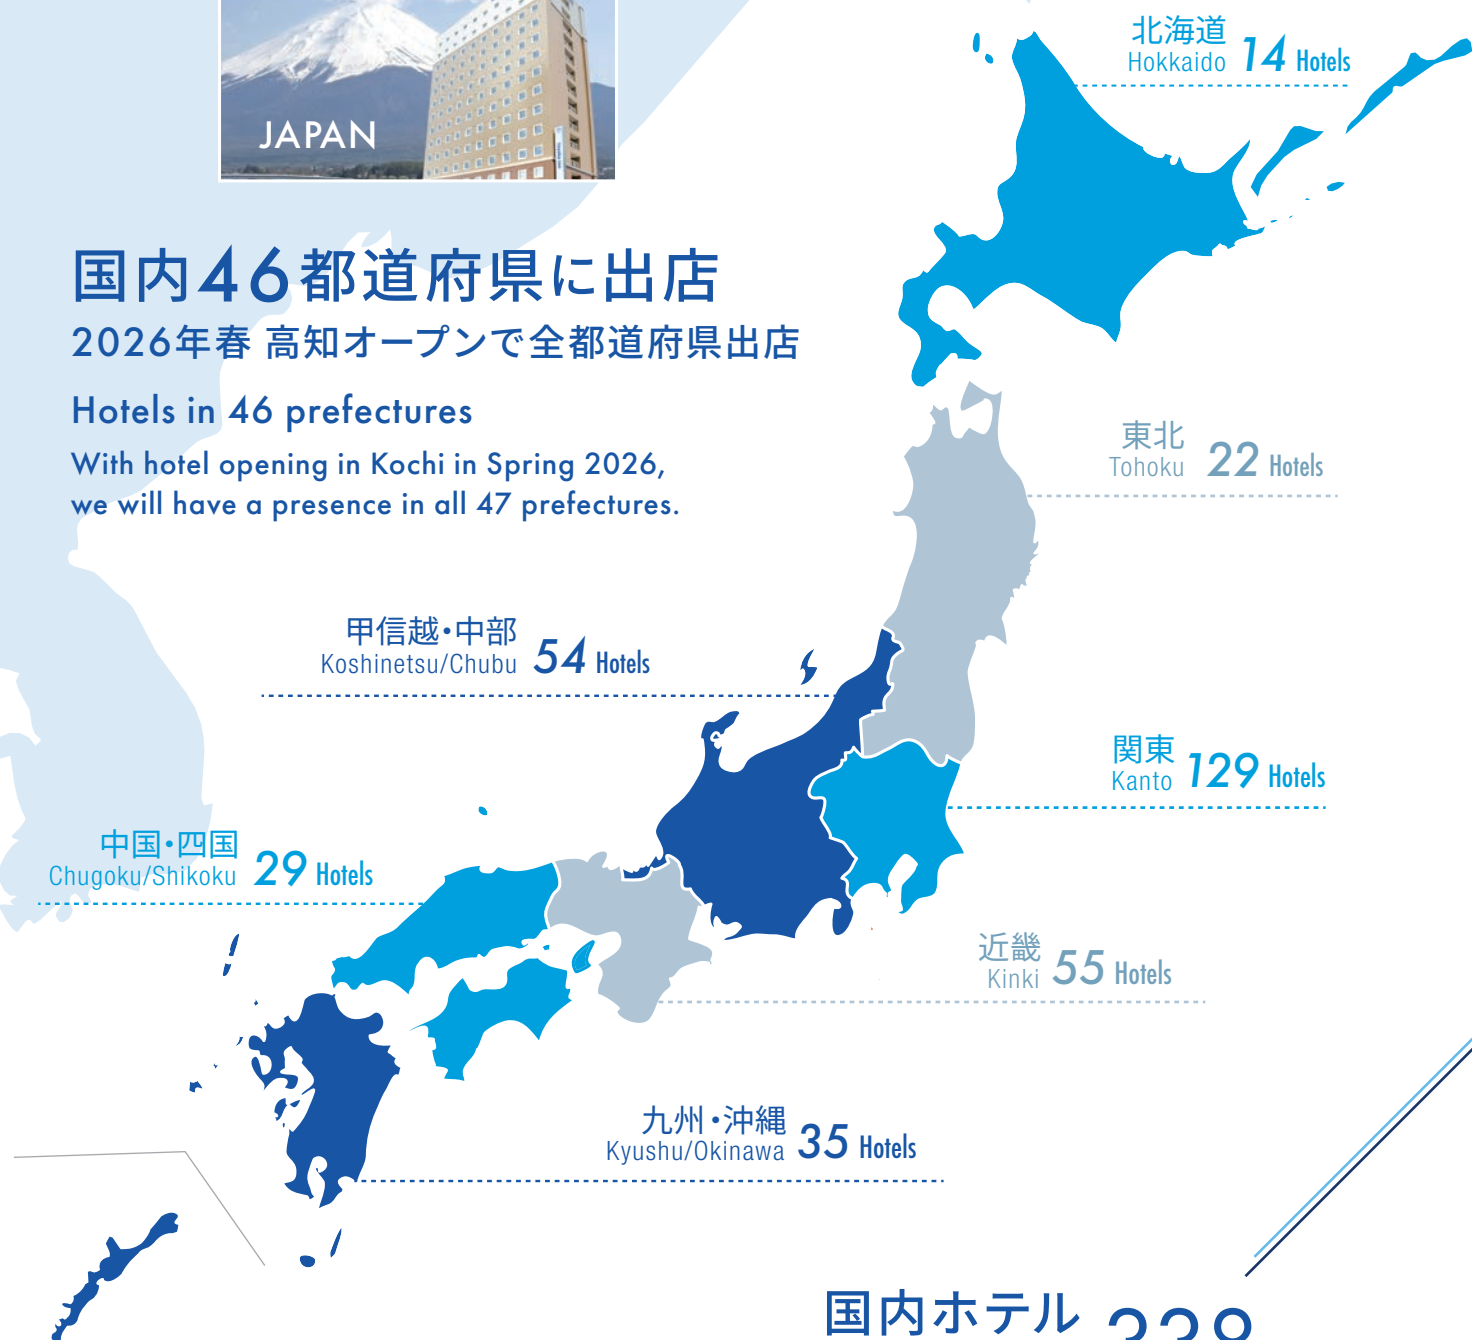 JAPAN
国内46都道府県に出店
2026年春 高知オープンで全都道府県出店
Hotels in 46 prefectures
With hotel opening in Kochi in Spring 2026,
we will have a presence in all 47 prefectures.
北海道
Hokkaido 14 Hotels
東北
Tohoku 22 Hotels
甲信越・中部
Koshinetsu/Chubu 54 Hotels
関東
Kanto 129 Hotels
中国・四国
Chugoku/Shikoku 29 Hotels
近畿
Kinki 55 Hotels
九州・沖縄
Kyushu/Okinawa 35 Hotels
国内ホテル